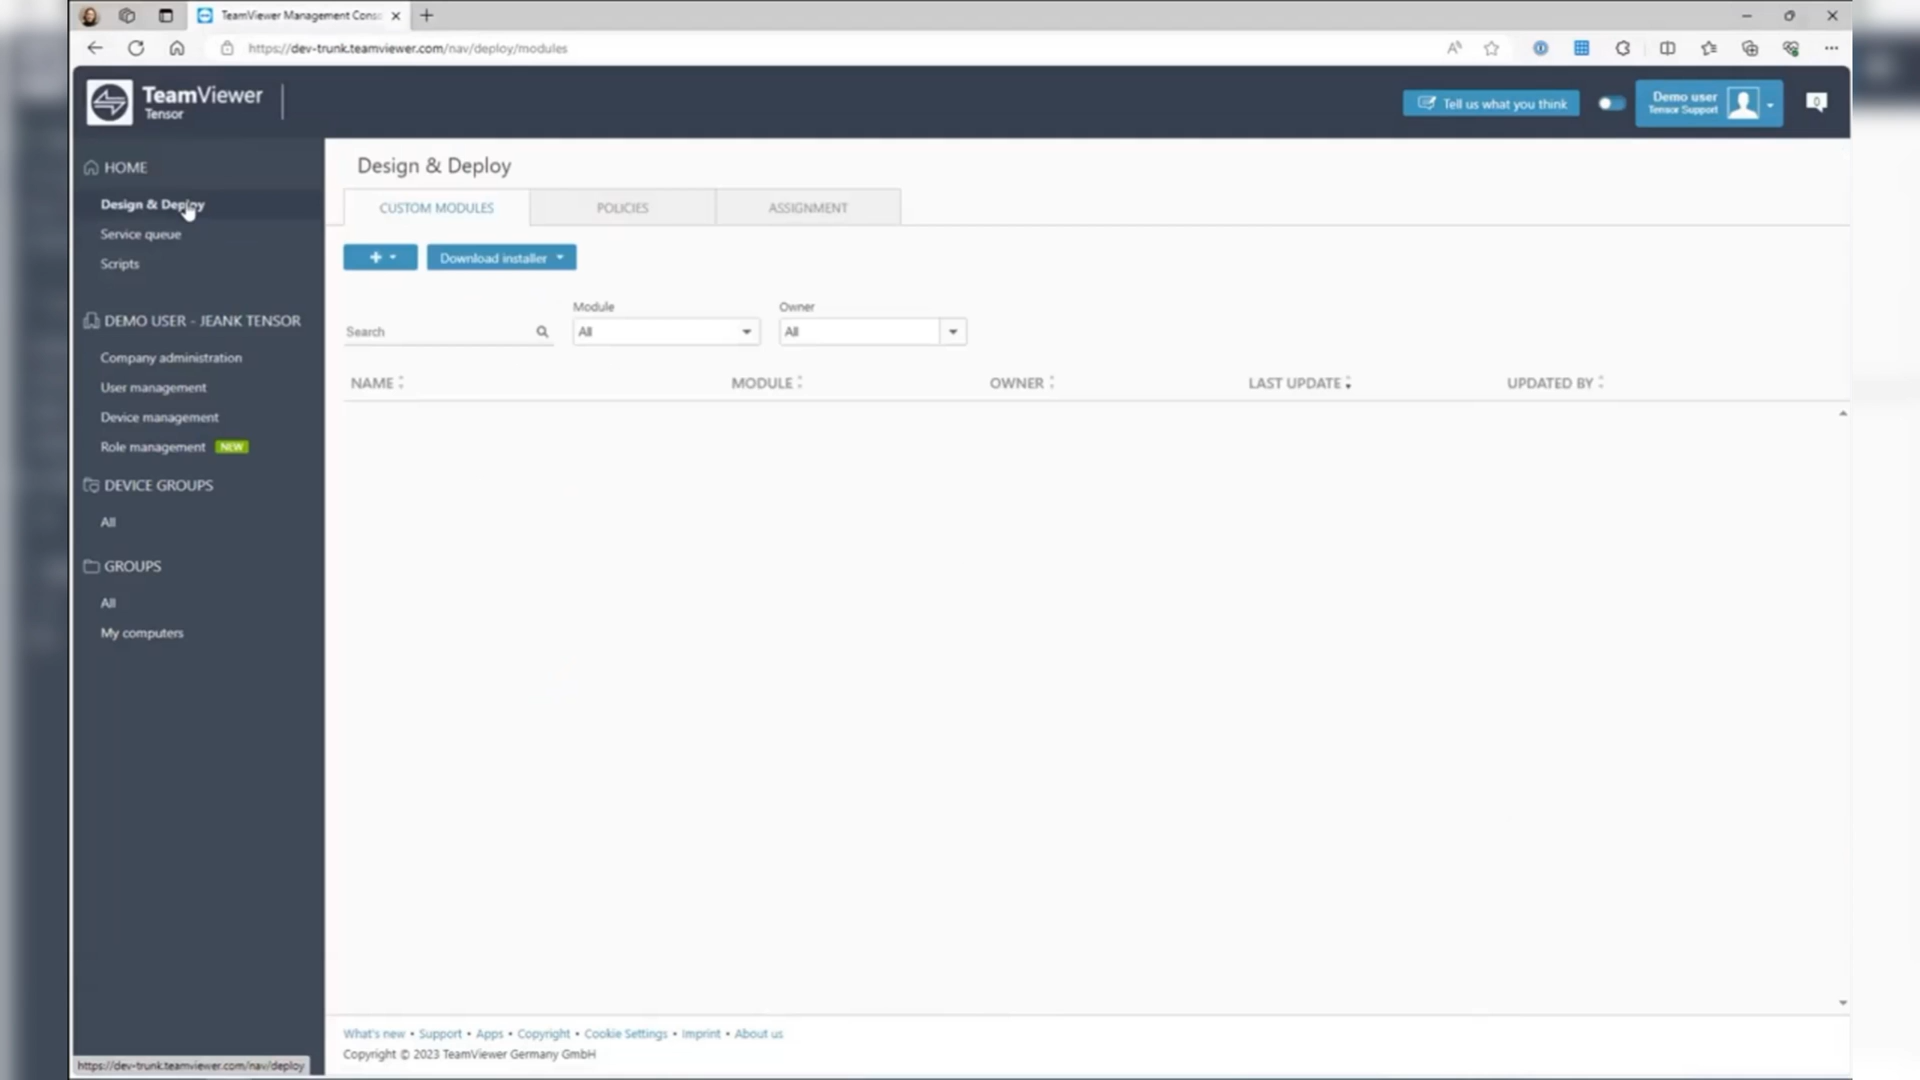 TeamViewer Management Cons
https://dev-trunk.teamviewer.com/nav/deploy/modules
TeamViewer
Tensor
Tell us what you think
Demo user
Tensor Support
0
HOME
Design & Deploy
Service queue
Scripts
DEMO USER - JEANK TENSOR
Company administration
User management
Device management
Role management NEW
DEVICE GROUPS
All
GROUPS
All
My computers
Design & Deploy
CUSTOM MODULES POLICIES ASSIGNMENT
+ Download installer
Module Owner
Search All All
NAME MODULE OWNER LAST UPDATE UPDATED BY
What's new • Support • Apps • Copyright • Cookie Settings • Imprint • About us
Copyright © 2023 TeamViewer Germany GmbH
https://dev-trunk.teamviewer.com/nav/deploy